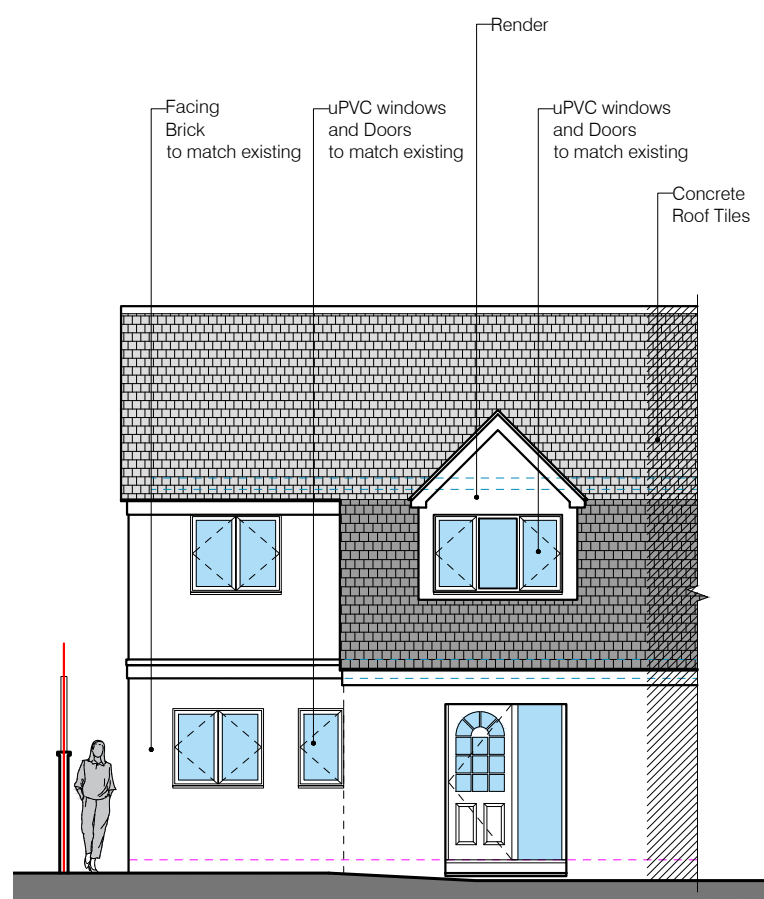 Render
Facing
Brick
to match existing
uPVC windows
and Doors
to match existing
uPVC windows
and Doors
to match existing
Concrete
Roof Tiles